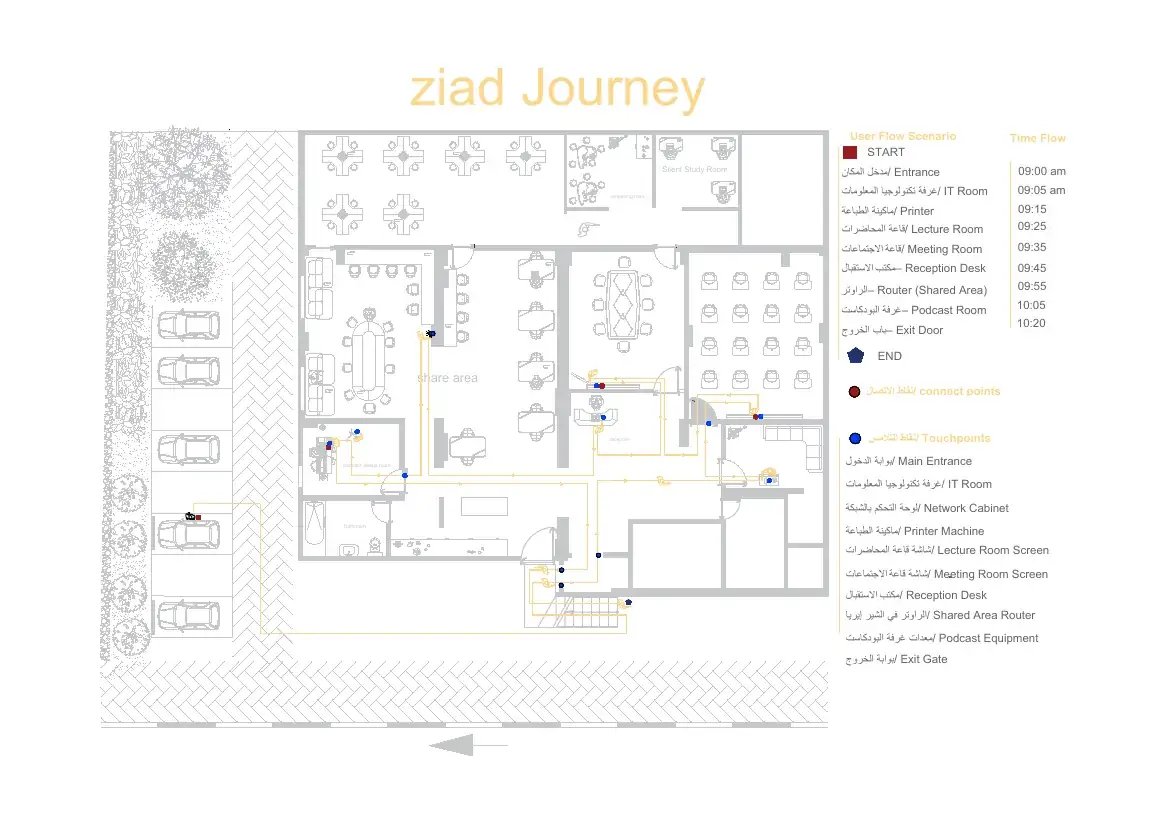 ziad Journey
User Flow Scenario
Time Flow
START
مدخل المكان/ Entrance
09:00 am
غرفة تكنولوجيا المعلومات/ IT Room
09:05 am
ماكينة الطباعة/ Printer
09:15
قاعة المحاضرات/ Lecture Room
09:25
قاعة الاجتماعات/ Meeting Room
09:35
مكتب الاستقبال– Reception Desk
09:45
الراوتر– Router (Shared Area)
09:55
غرفة البودكاست– Podcast Room
10:05
باب الخروج– Exit Door
10:20
END
نقاط الاتصال/ connect points
نقاط التلامس/ Touchpoints
بوابة الدخول/ Main Entrance
غرفة تكنولوجيا المعلومات/ IT Room
لوحة التحكم بالشبكة/ Network Cabinet
ماكينة الطباعة/ Printer Machine
شاشة قاعة المحاضرات/ Lecture Room Screen
شاشة قاعة الاجتماعات/ Meeting Room Screen
مكتب الاستقبال/ Reception Desk
الراوتر في الشير إيريا/ Shared Area Router
معدات غرفة البودكاست/ Podcast Equipment
بوابة الخروج/ Exit Gate
Silent Study Room
share area
bathroom